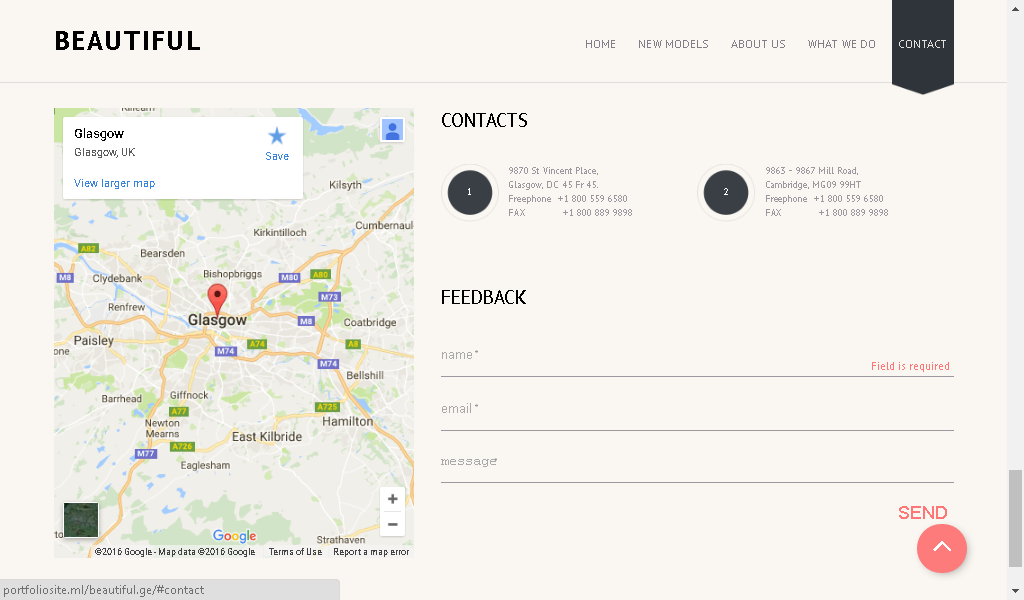 BEAUTIFUL
HOME NEW MODELS ABOUT US WHAT WE DO CONTACT
Glasgow
Glasgow, UK
Save
View larger map
Kilsyth
Cumbernaul
Kirkintilloch
A82
Bearsden
Bishopbriggs
M8
Clydebank
M80
A80
M73
Renfrew
Glasgow
M8
Coatbridge
Paisley
A74
A8
one
M74
M74
Bellshill
Barrhead
Giffnock
A77
A725
Newton
Mearns
Hamilton
A726
East Kilbride
M77
Eaglesham
+
−
Google
Strathaven
©2016 Google - Map data ©2016 Google Terms of Use Report a map error
CONTACTS
1
9870 St Vincent Place,
Glasgow, DC 45 Fr 45.
Freephone +1 800 559 6580
FAX +1 800 889 9898
2
9863 - 9867 Mill Road,
Cambridge, MG09 99HT
Freephone +1 800 559 6580
FAX +1 800 889 9898
FEEDBACK
name*
Field is required
email*
message*
SEND
portfoliosite.ml/beautiful.ge/#contact